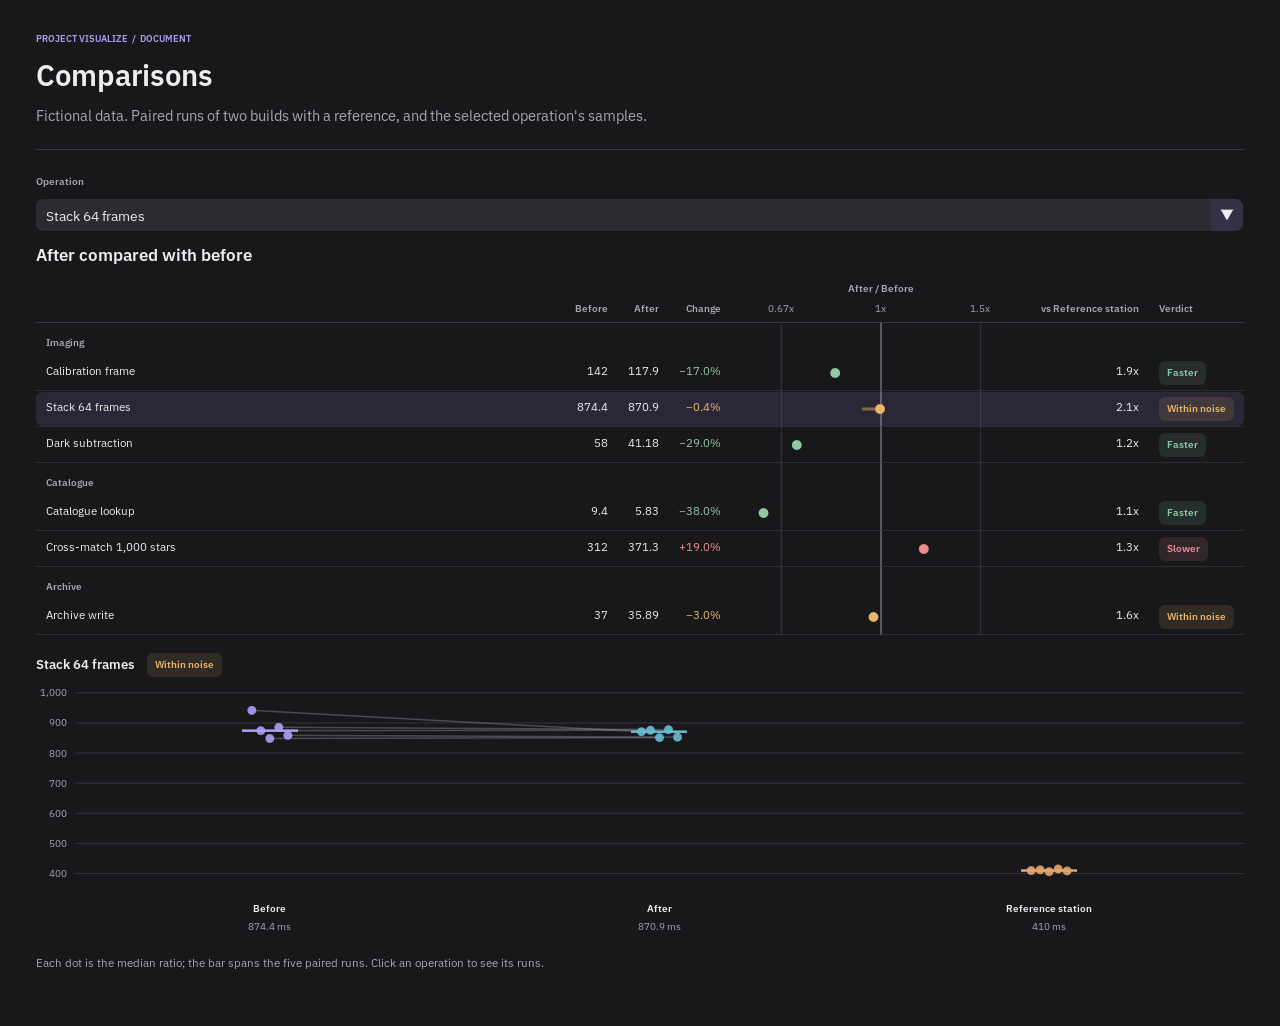 PROJECT VISUALIZE / DOCUMENT
Comparisons
Fictional data. Paired runs of two builds with a reference, and the selected operation's samples.
Operation
Stack 64 frames
After compared with before
After / Before
Before After Change 0.67x 1x 1.5x vs Reference station Verdict
Imaging
Calibration frame 142 117.9 −17.0% 1.9x Faster
Stack 64 frames 874.4 870.9 −0.4% 2.1x Within noise
Dark subtraction 58 41.18 −29.0% 1.2x Faster
Catalogue
Catalogue lookup 9.4 5.83 −38.0% 1.1x Faster
Cross-match 1,000 stars 312 371.3 +19.0% 1.3x Slower
Archive
Archive write 37 35.89 −3.0% 1.6x Within noise
Stack 64 frames Within noise
1,000
900
800
700
600
500
400
Before After Reference station
874.4 ms 870.9 ms 410 ms
Each dot is the median ratio; the bar spans the five paired runs. Click an operation to see its runs.